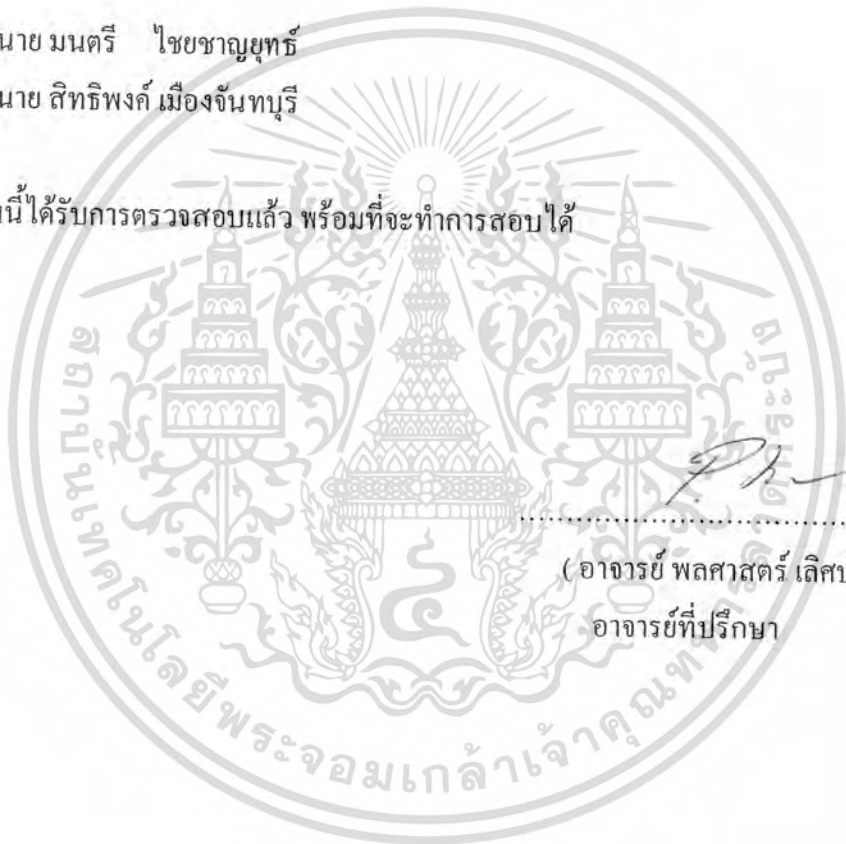 นาย มนตรี ไชยชาญยุทธ์
นาย สิทธิพงค์ เมืองจันทบุรี
นี้ได้รับการตรวจสอบแล้ว พร้อมที่จะทำการสอบได้
สถาบันเทคโนโลยีพระจอมเกล้าเจ้าคุณทหารลาดกระบัง
( อาจารย์ พลศาสตร์ เลิศ
อาจารย์ที่ปรึกษา